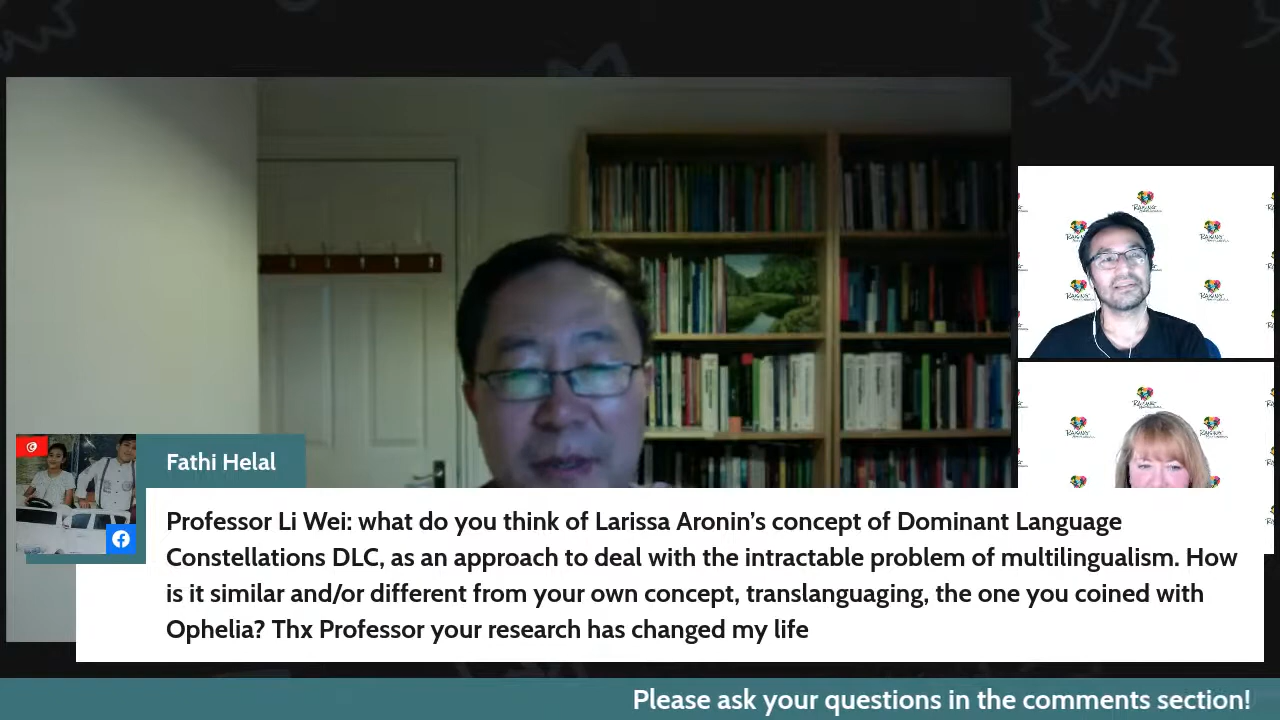 Fathi Helal
Professor Li Wei: what do you think of Larissa Aronin’s concept of Dominant Language
Constellations DLC, as an approach to deal with the intractable problem of multilingualism. How
is it similar and/or different from your own concept, translanguaging, the one you coined with
Ophelia? Thx Professor your research has changed my life
Please ask your questions in the comments section!